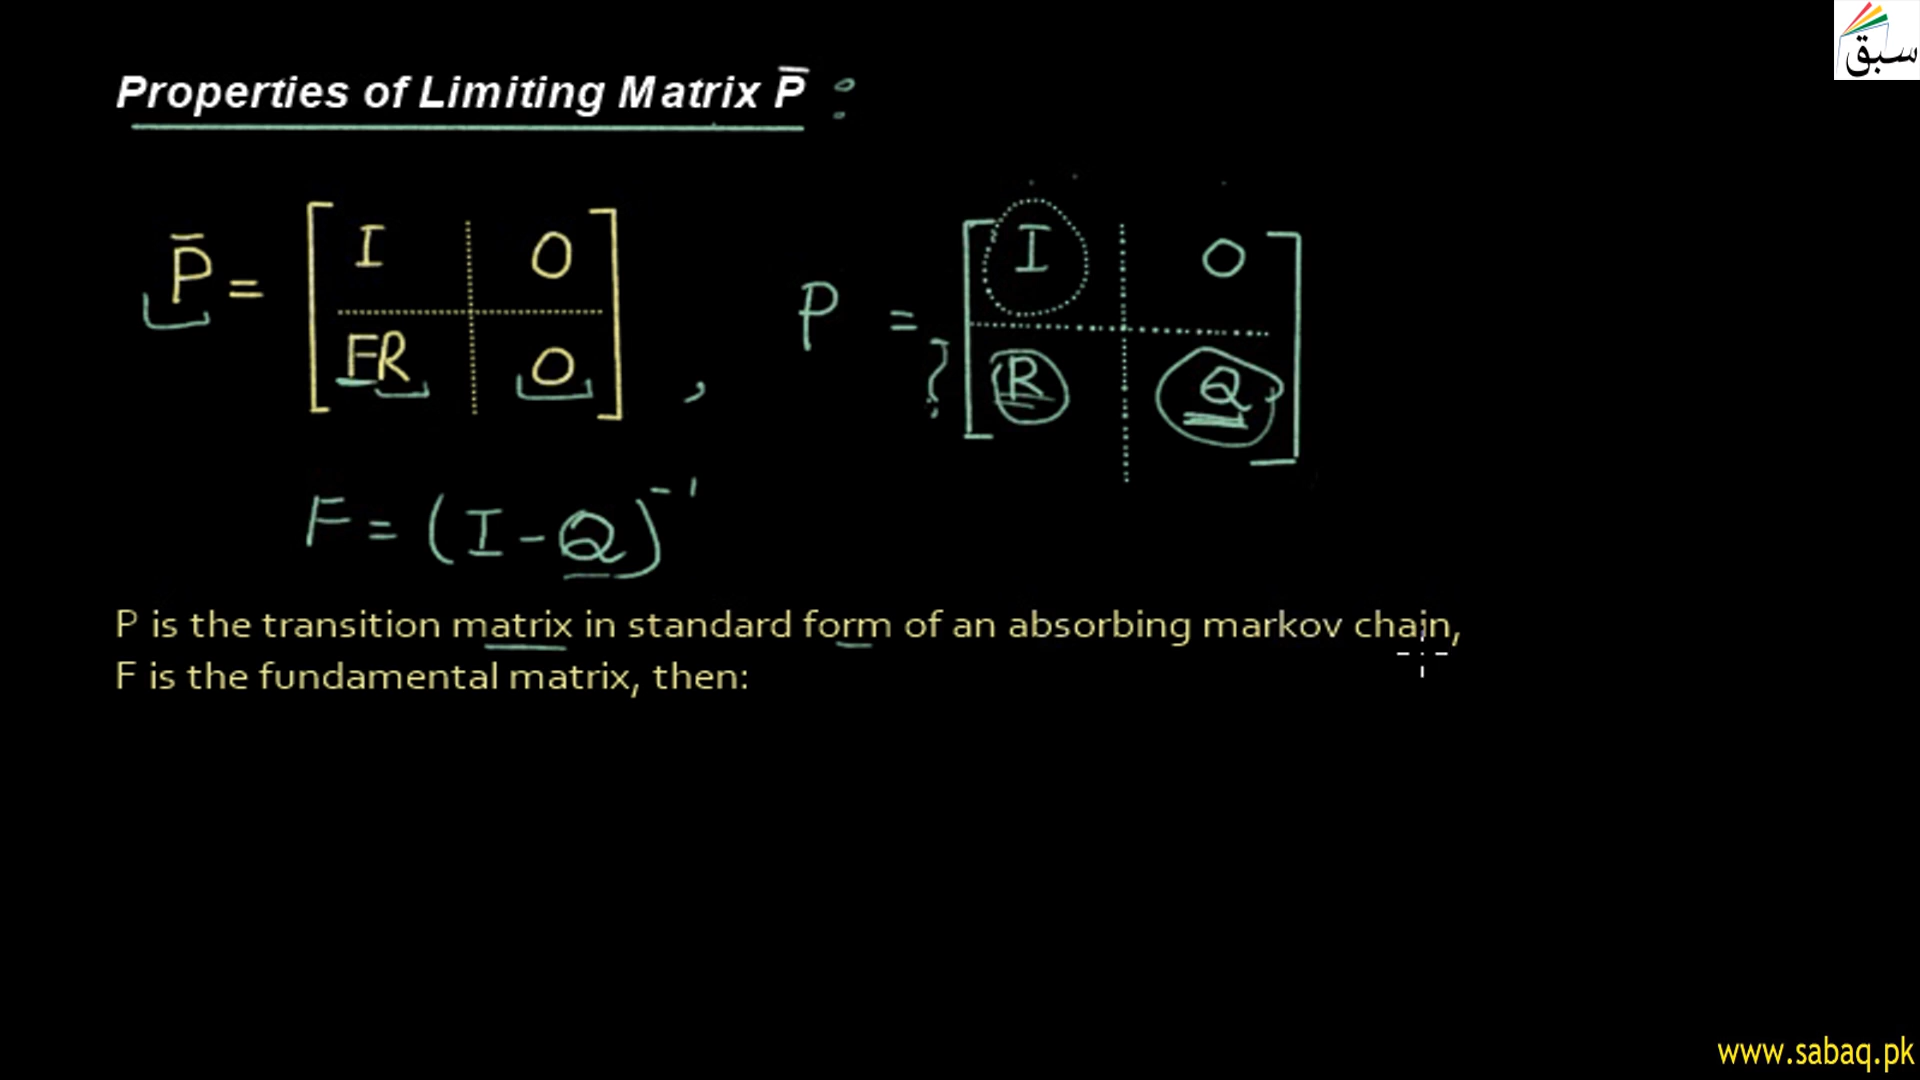 سبق
Properties of Limiting Matrix P̄ :
P̄ = [ I 0
FR 0 ] , P = [ I 0
? R Q ]
F = (I - Q)⁻¹
P is the transition matrix in standard form of an absorbing markov chain,
F is the fundamental matrix, then:
www.sabaq.pk